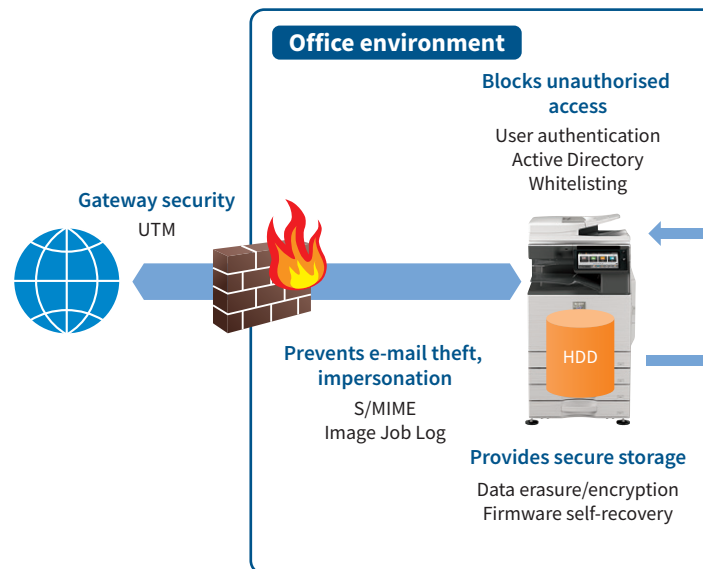 Office environment
Blocks unauthorised
access
User authentication
Active Directory
Whitelisting
Gateway security
UTM
HDD
Prevents e-mail theft,
impersonation
S/MIME
Image Job Log
Provides secure storage
Data erasure/encryption
Firmware self-recovery